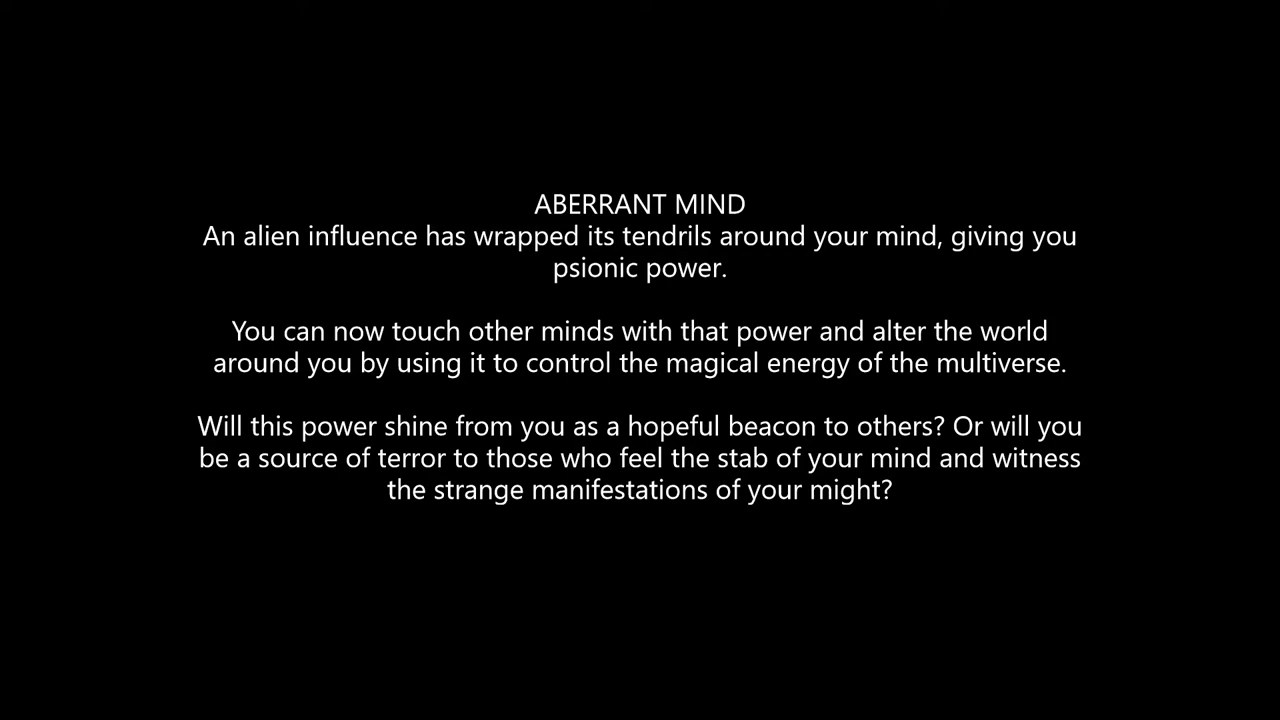 ABERRANT MIND
An alien influence has wrapped its tendrils around your mind, giving you
psionic power.
You can now touch other minds with that power and alter the world
around you by using it to control the magical energy of the multiverse.
Will this power shine from you as a hopeful beacon to others? Or will you
be a source of terror to those who feel the stab of your mind and witness
the strange manifestations of your might?